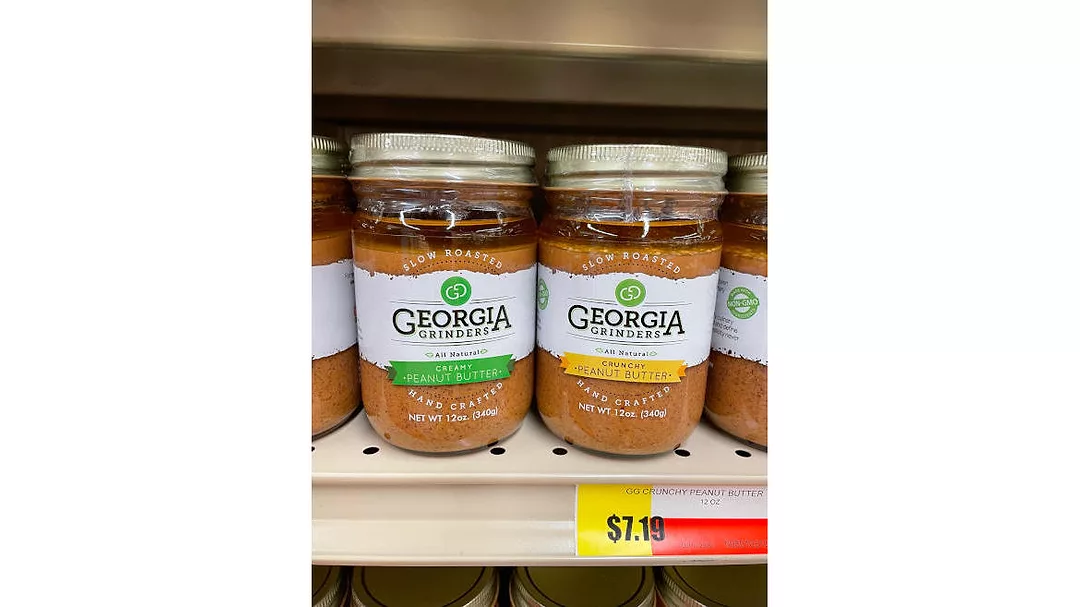 SLOW ROASTED
GG
GEORGIA
GRINDERS
All Natural
CREAMY
·PEANUT BUTTER·
HAND CRAFTED
NET WT 12oz. (340g)
SLOW ROASTED
GG
GEORGIA
GRINDERS
All Natural
CRUNCHY
·PEANUT BUTTER·
HAND CRAFTED
NET WT 12oz. (340g)
NON-GMO
GG CRUNCHY PEANUT BUTTER
12 OZ
$7.19